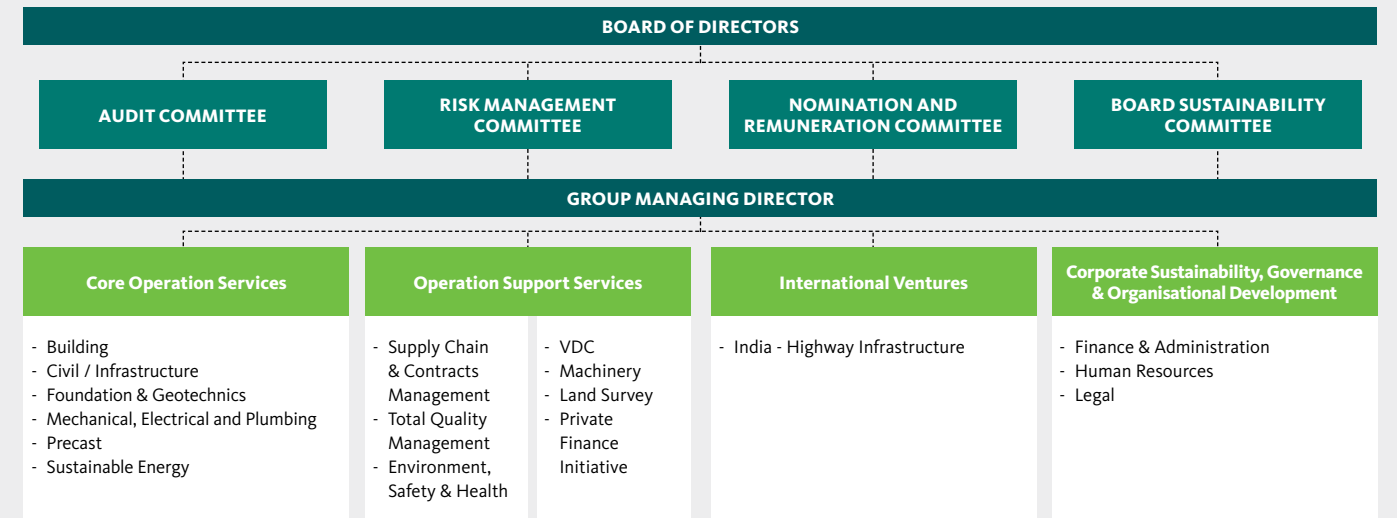 BOARD OF DIRECTORS
AUDIT COMMITTEE
RISK MANAGEMENT
COMMITTEE
NOMINATION AND
REMUNERATION COMMITTEE
BOARD SUSTAINABILITY
COMMITTEE
GROUP MANAGING DIRECTOR
Core Operation Services
- Building
- Civil / Infrastructure
- Foundation & Geotechnics
- Mechanical, Electrical and Plumbing
- Precast
- Sustainable Energy
Operation Support Services
- Supply Chain
& Contracts
Management
- Total Quality
Management
- Environment,
Safety & Health
- VDC
- Machinery
- Land Survey
- Private
Finance
Initiative
International Ventures
- India - Highway Infrastructure
Corporate Sustainability, Governance
& Organisational Development
- Finance & Administration
- Human Resources
- Legal